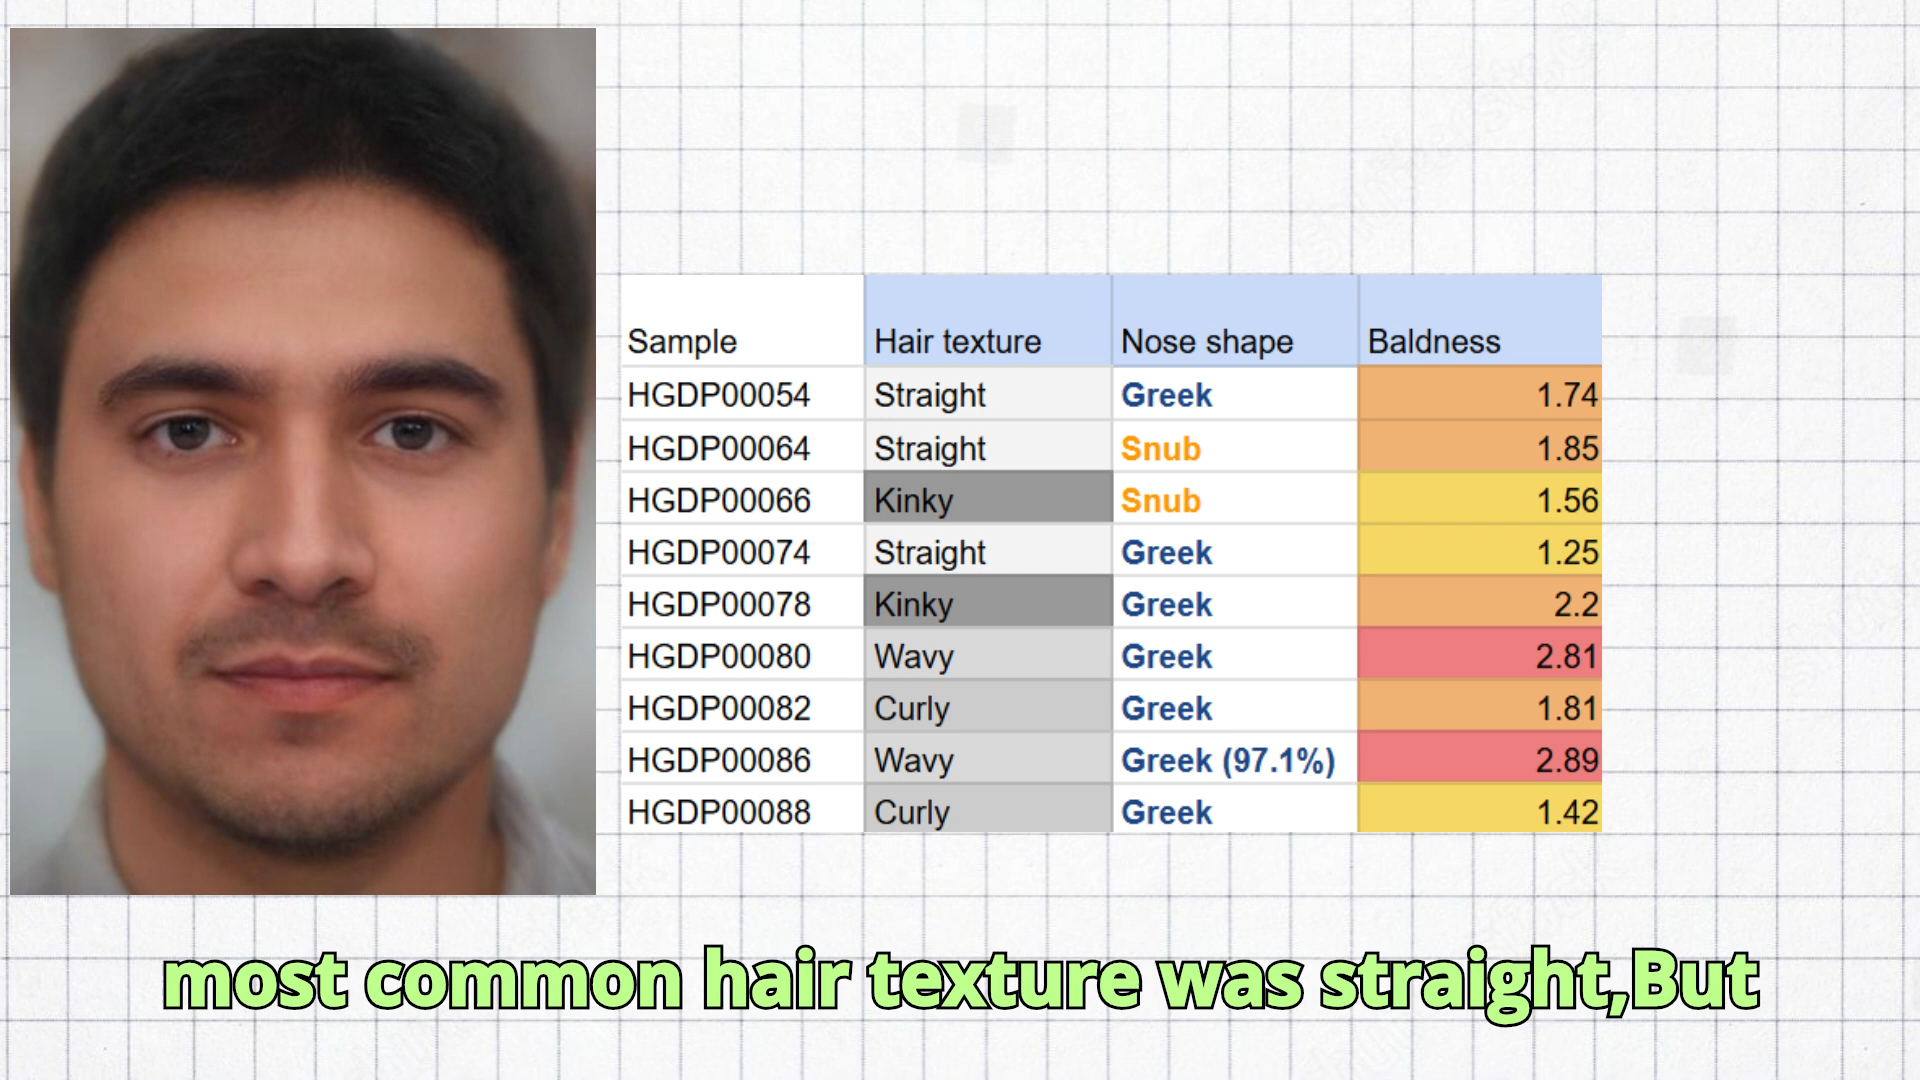 Sample Hair texture Nose shape Baldness
HGDP00054 Straight Greek 1.74
HGDP00064 Straight Snub 1.85
HGDP00066 Kinky Snub 1.56
HGDP00074 Straight Greek 1.25
HGDP00078 Kinky Greek 2.2
HGDP00080 Wavy Greek 2.81
HGDP00082 Curly Greek 1.81
HGDP00086 Wavy Greek (97.1%) 2.89
HGDP00088 Curly Greek 1.42
most common hair texture was straight,But